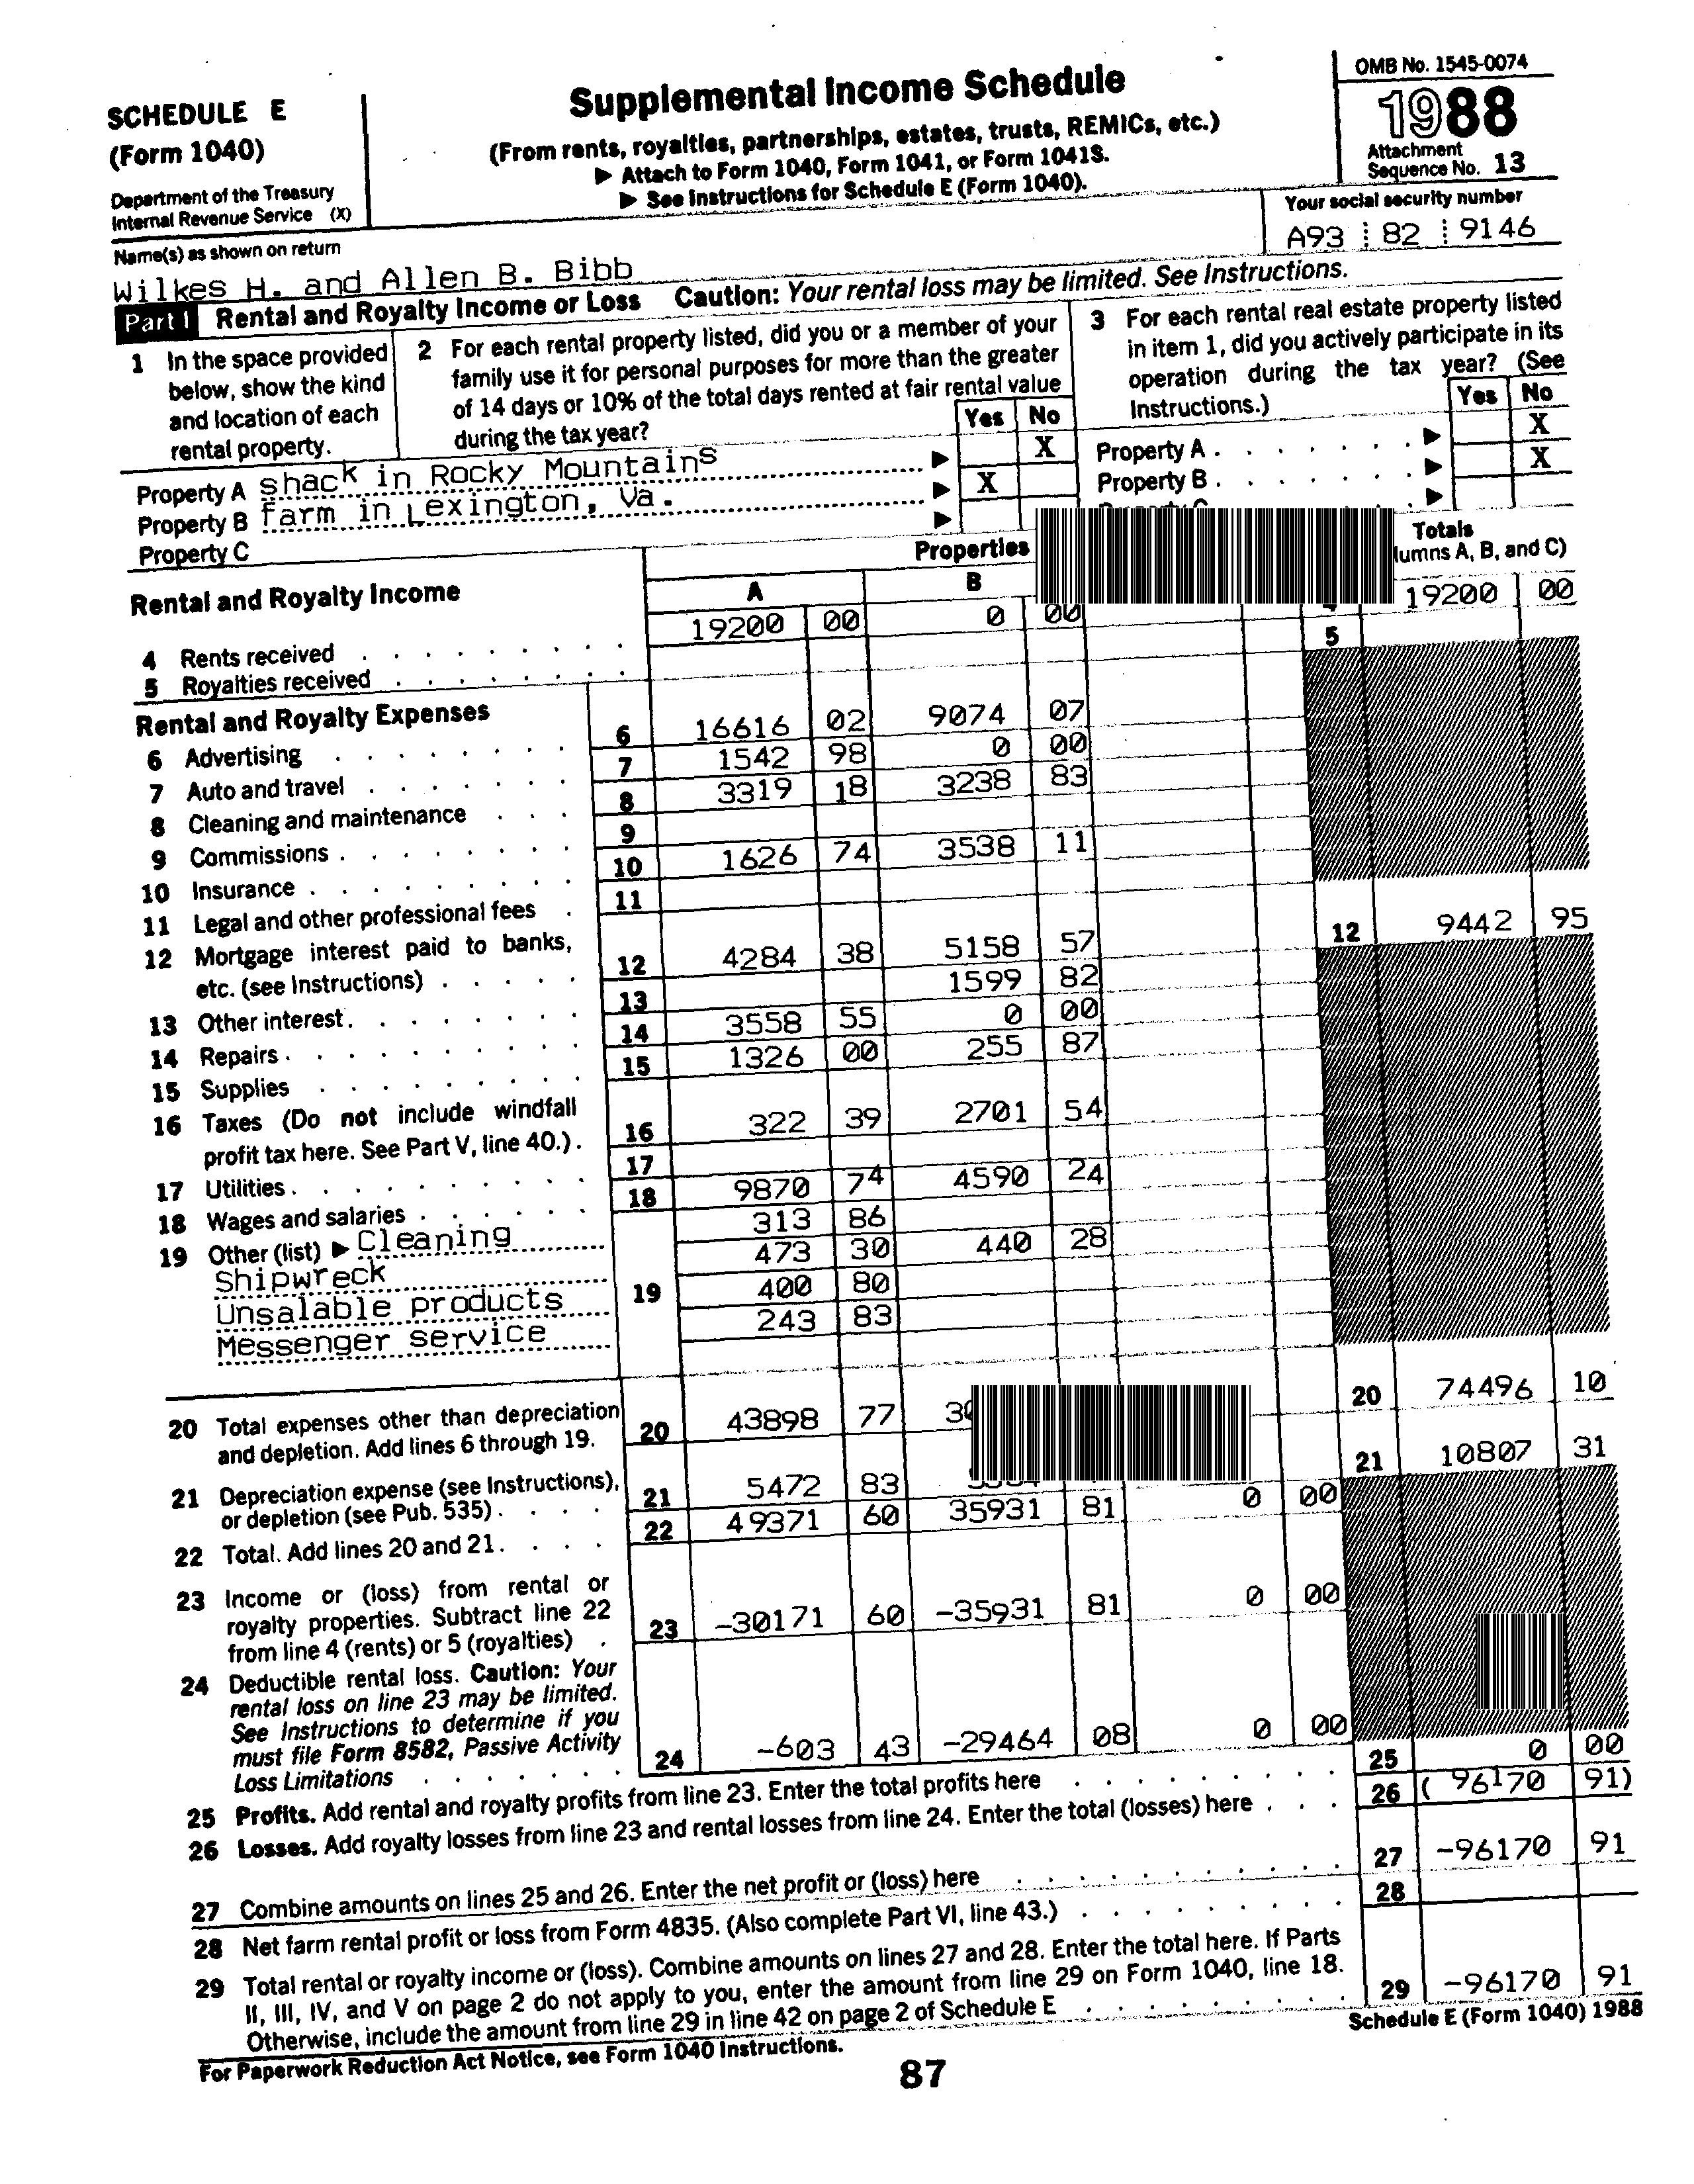 SCHEDULE E
(Form 1040)
Department of the Treasury
Internal Revenue Service (X)
Supplemental Income Schedule
(From rents, royalties, partnerships, estates, trusts, REMICs, etc.)
▶ Attach to Form 1040, Form 1041, or Form 1041S.
▶ See Instructions for Schedule E (Form 1040).
OMB No. 1545-0074
1988
Attachment
Sequence No. 13
Name(s) as shown on return
Wilkes H. and Allen B. Bibb
Your social security number
A93 82 9146
Part I Rental and Royalty Income or Loss Caution: Your rental loss may be limited. See Instructions.
1 In the space provided
below, show the kind
and location of each
rental property.
2 For each rental property listed, did you or a member of your
family use it for personal purposes for more than the greater
of 14 days or 10% of the total days rented at fair rental value
during the tax year?
Yes No
3 For each rental real estate property listed
in item 1, did you actively participate in its
operation during the tax year? (See
Instructions.)
Yes No
Property A shack in Rocky Mountains ▶ X
Property A ▶ X
Property B farm in Lexington, Va. ▶ X
Property B ▶ X
Property C ▶
▶
Properties
Totals
lumns A, B, and C)
Rental and Royalty Income
A B
4 Rents received 19200 00 0 00 19200 00
5 Royalties received 5
Rental and Royalty Expenses
6 Advertising 6 16616 02 9074 07
7 Auto and travel 7 1542 98 0 00
8 Cleaning and maintenance 8 3319 18 3238 83
9 Commissions 9
10 Insurance 10 1626 74 3538 11
11 Legal and other professional fees 11
12 Mortgage interest paid to banks,
etc. (see Instructions) 12 4284 38 5158 57 12 9442 95
13 Other interest 13 1599 82
14 Repairs 14 3558 55 0 00
15 Supplies 15 1326 00 255 87
16 Taxes (Do not include windfall
profit tax here. See Part V, line 40.) 16 322 39 2701 54
17 Utilities 17
18 Wages and salaries 18 9870 74 4590 24
19 Other (list) ▶ Cleaning 313 86
Shipwreck 473 30 440 28
Unsalable products 19 400 80
Messenger service 243 83
20 Total expenses other than depreciation
and depletion. Add lines 6 through 19. 20 43898 77 20 74496 10
21 Depreciation expense (see Instructions),
or depletion (see Pub. 535) 21 5472 83 21 10807 31
22 Total. Add lines 20 and 21. 22 49371 60 35931 81 0 00
23 Income or (loss) from rental or
royalty properties. Subtract line 22
from line 4 (rents) or 5 (royalties) 23 -30171 60 -35931 81 0 00
24 Deductible rental loss. Caution: Your
rental loss on line 23 may be limited.
See Instructions to determine if you
must file Form 8582, Passive Activity
Loss Limitations 24 -603 43 -29464 08 0 00
25 Profits. Add rental and royalty profits from line 23. Enter the total profits here 25 0 00
26 Losses. Add royalty losses from line 23 and rental losses from line 24. Enter the total (losses) here 26 ( 96170 91)
27 Combine amounts on lines 25 and 26. Enter the net profit or (loss) here 27 -96170 91
28 Net farm rental profit or loss from Form 4835. (Also complete Part VI, line 43.) 28
29 Total rental or royalty income or (loss). Combine amounts on lines 27 and 28. Enter the total here. If Parts
II, III, IV, and V on page 2 do not apply to you, enter the amount from line 29 on Form 1040, line 18.
Otherwise, include the amount from line 29 in line 42 on page 2 of Schedule E 29 -96170 91
For Paperwork Reduction Act Notice, see Form 1040 Instructions.
Schedule E (Form 1040) 1988
87